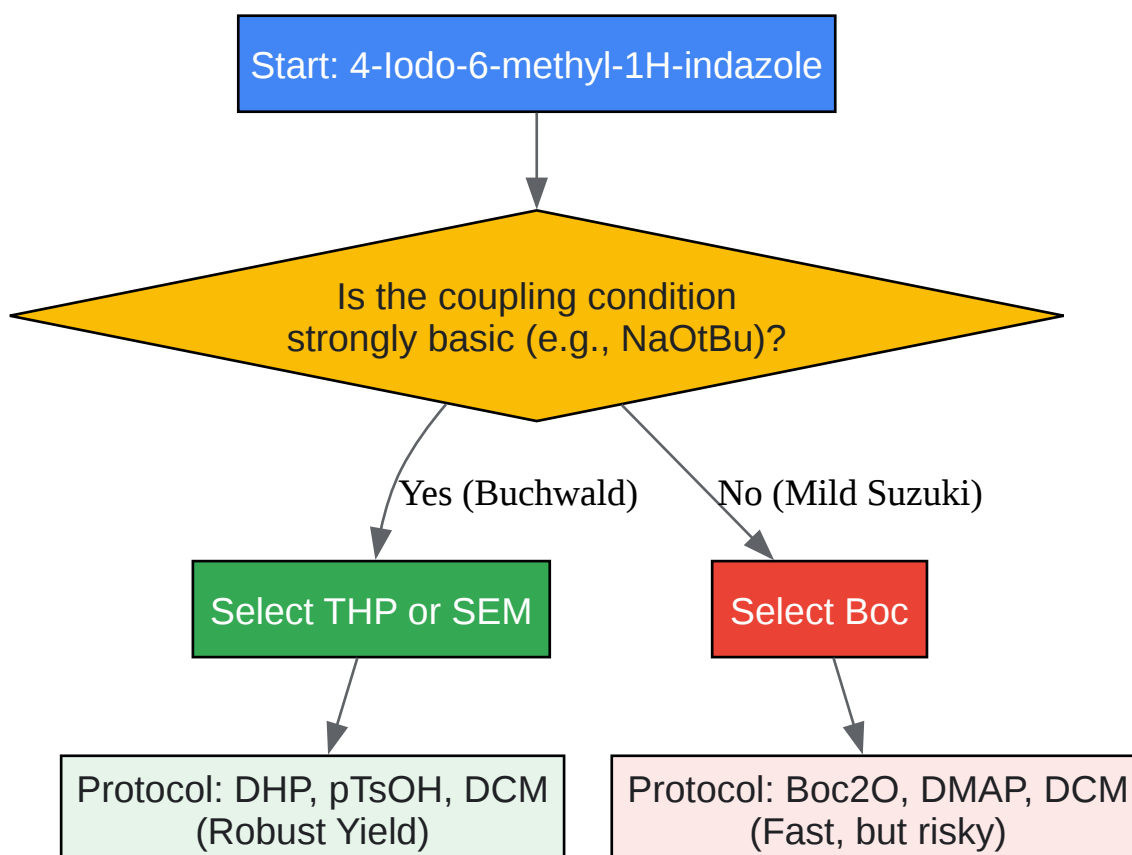 Start: 4-Iodo-6-methyl-1H-indazole
Is the coupling condition
strongly basic (e.g., NaOtBu)?
Yes (Buchwald)
No (Mild Suzuki)
Select THP or SEM
Select Boc
Protocol: DHP, pTsOH, DCM
(Robust Yield)
Protocol: Boc2O, DMAP, DCM
(Fast, but risky)